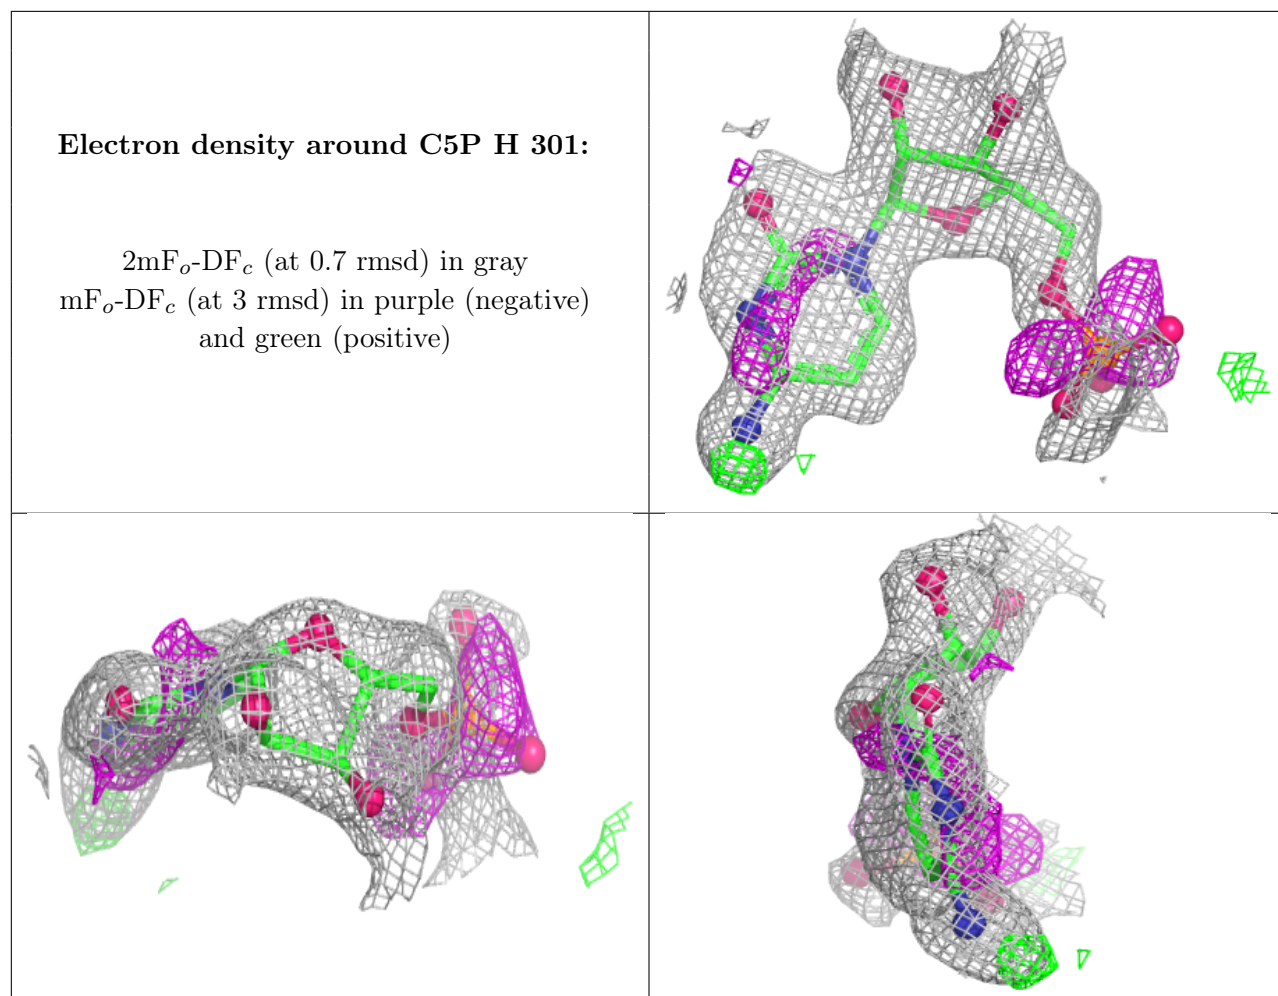 Electron density around C5P H 301:
2mFo-DFc (at 0.7 rmsd) in gray
mFo-DFc (at 3 rmsd) in purple (negative)
and green (positive)